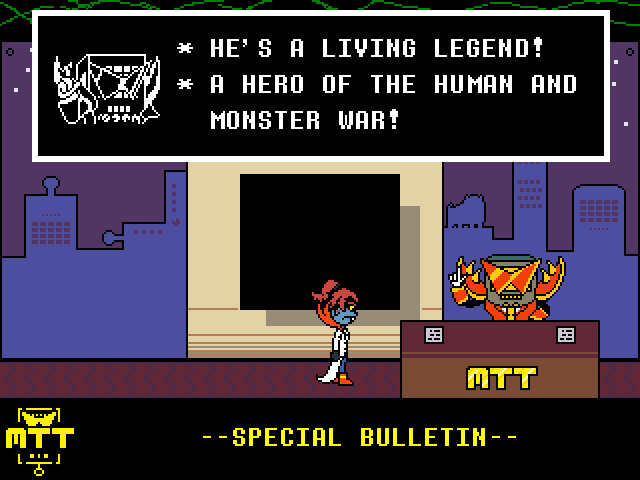 * HE'S A LIVING LEGEND!
* A HERO OF THE HUMAN AND
MONSTER WAR!
MTT
MTT
--SPECIAL BULLETIN--